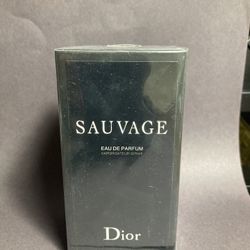 SAUVAGE
EAU DE PARFUM
VAPORISATEUR SPRAY
Dior